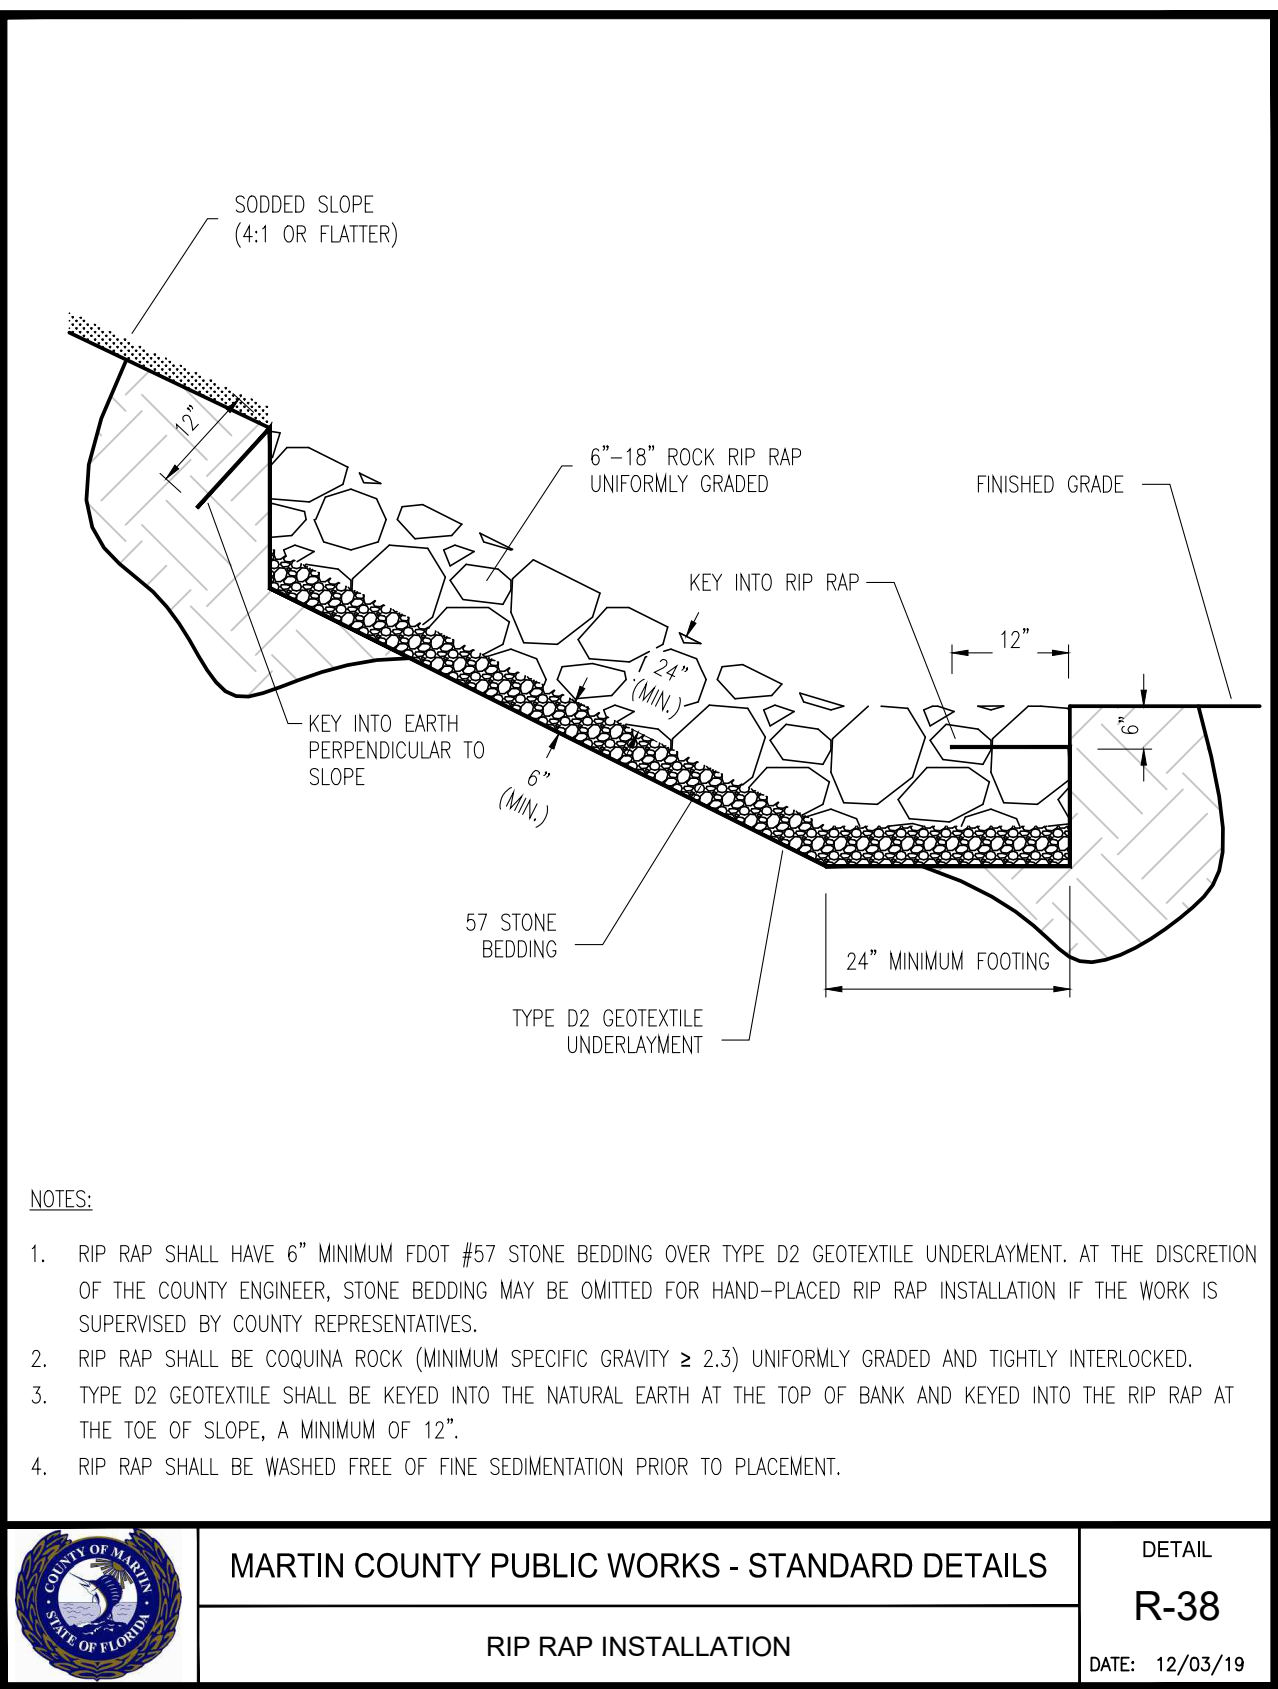 SODDED SLOPE
(4:1 OR FLATTER)
12”
6”–18” ROCK RIP RAP
UNIFORMLY GRADED
FINISHED GRADE
KEY INTO RIP RAP
12”
24”
(MIN.)
6”
KEY INTO EARTH
PERPENDICULAR TO
SLOPE
6”
(MIN.)
57 STONE
BEDDING
24” MINIMUM FOOTING
TYPE D2 GEOTEXTILE
UNDERLAYMENT
NOTES:
1. RIP RAP SHALL HAVE 6” MINIMUM FDOT #57 STONE BEDDING OVER TYPE D2 GEOTEXTILE UNDERLAYMENT. AT THE DISCRETION
OF THE COUNTY ENGINEER, STONE BEDDING MAY BE OMITTED FOR HAND–PLACED RIP RAP INSTALLATION IF THE WORK IS
SUPERVISED BY COUNTY REPRESENTATIVES.
2. RIP RAP SHALL BE COQUINA ROCK (MINIMUM SPECIFIC GRAVITY ≥ 2.3) UNIFORMLY GRADED AND TIGHTLY INTERLOCKED.
3. TYPE D2 GEOTEXTILE SHALL BE KEYED INTO THE NATURAL EARTH AT THE TOP OF BANK AND KEYED INTO THE RIP RAP AT
THE TOE OF SLOPE, A MINIMUM OF 12”.
4. RIP RAP SHALL BE WASHED FREE OF FINE SEDIMENTATION PRIOR TO PLACEMENT.
COUNTY OF MARTIN
STATE OF FLORIDA
MARTIN COUNTY PUBLIC WORKS - STANDARD DETAILS
RIP RAP INSTALLATION
DETAIL
R-38
DATE: 12/03/19